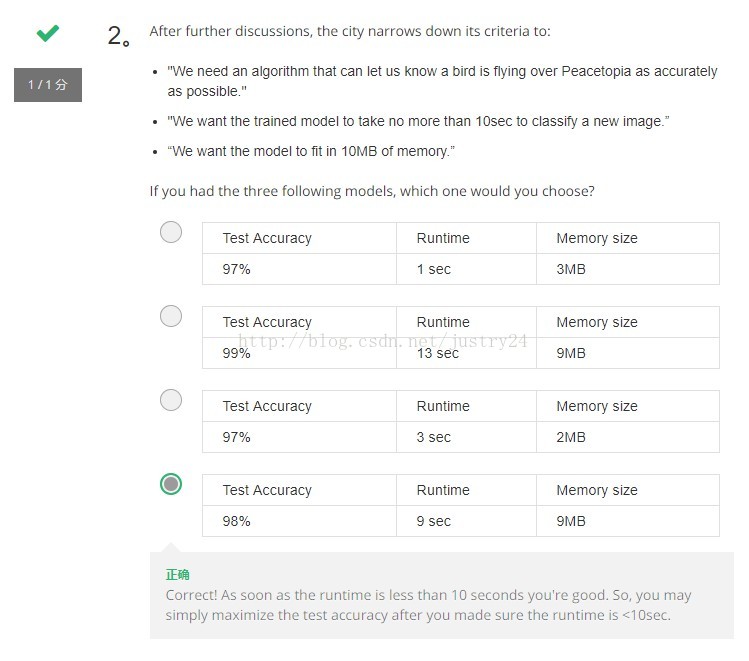 2。 After further discussions, the city narrows down its criteria to:
1 / 1 分
• "We need an algorithm that can let us know a bird is flying over Peacetopia as accurately
as possible."
• "We want the trained model to take no more than 10sec to classify a new image.”
• “We want the model to fit in 10MB of memory.”
If you had the three following models, which one would you choose?
Test Accuracy Runtime Memory size
97% 1 sec 3MB
Test Accuracy Runtime Memory size
http://blog.csdn.net/justry24
99% 13 sec 9MB
Test Accuracy Runtime Memory size
97% 3 sec 2MB
Test Accuracy Runtime Memory size
98% 9 sec 9MB
正确
Correct! As soon as the runtime is less than 10 seconds you're good. So, you may
simply maximize the test accuracy after you made sure the runtime is <10sec.